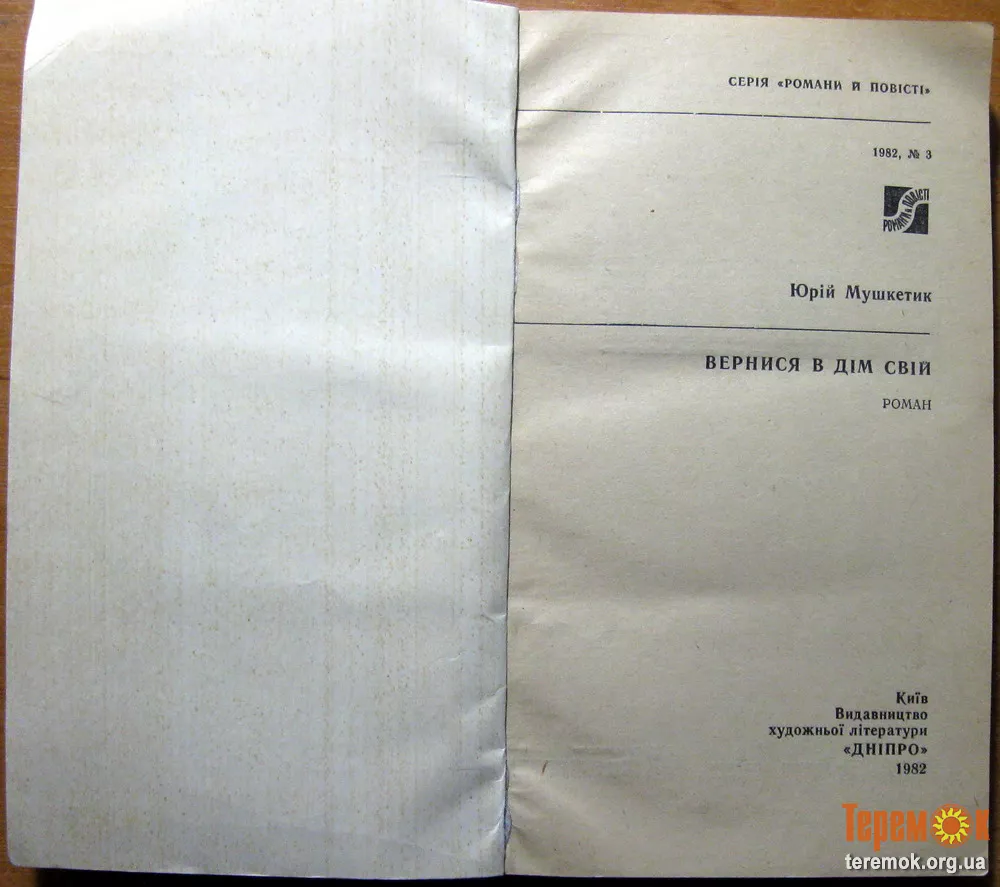 СЕРІЯ «РОМАНИ Й ПОВІСТІ»
1982, № 3
РОМАНИ й ПОВІСТІ
Юрій Мушкетик
ВЕРНИСЯ В ДІМ СВІЙ
РОМАН
Київ
Видавництво
художньої літератури
«ДНІПРО»
1982
Теремок
teremok.org.ua